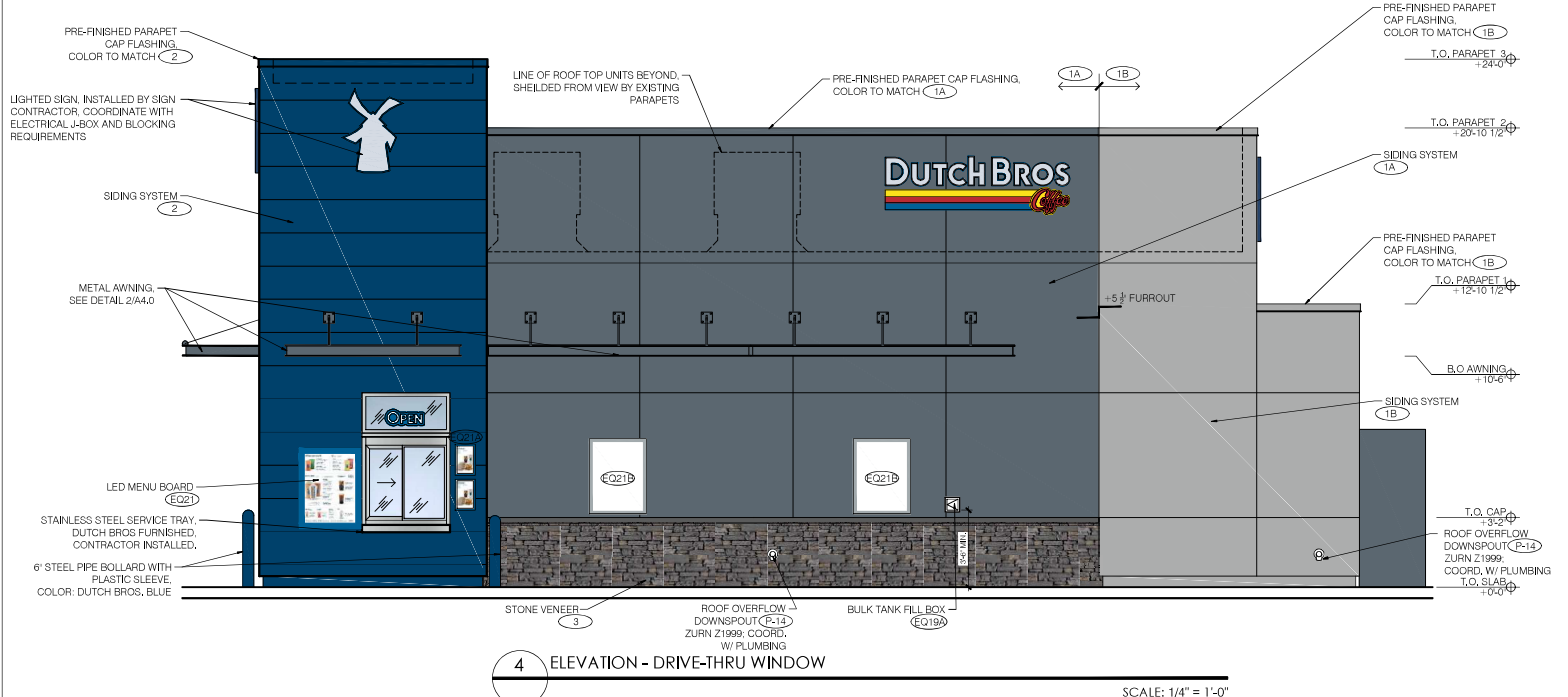 PRE-FINISHED PARAPET
CAP FLASHING,
COLOR TO MATCH 2
LIGHTED SIGN, INSTALLED BY SIGN
CONTRACTOR, COORDINATE WITH
ELECTRICAL J-BOX AND BLOCKING
REQUIREMENTS
SIDING SYSTEM
2
METAL AWNING,
SEE DETAIL 2/A4.0
LED MENU BOARD
EQ21
STAINLESS STEEL SERVICE TRAY,
DUTCH BROS FURNISHED,
CONTRACTOR INSTALLED.
6" STEEL PIPE BOLLARD WITH
PLASTIC SLEEVE,
COLOR: DUTCH BROS. BLUE
LINE OF ROOF TOP UNITS BEYOND,
SHEILDED FROM VIEW BY EXISTING
PARAPETS
PRE-FINISHED PARAPET CAP FLASHING,
COLOR TO MATCH 1A
1A 1B
DUTCH BROS
Coffee
+5 ½" FURROUT
OPEN
EQ21A
EQ21B
EQ21B
3'-6" MIN.
STONE VENEER
3
ROOF OVERFLOW
DOWNSPOUT P-14
ZURN Z1999; COORD.
W/ PLUMBING
BULK TANK FILL BOX
EQ19A
PRE-FINISHED PARAPET
CAP FLASHING,
COLOR TO MATCH 1B
T.O. PARAPET 3
+24'-0"
T.O. PARAPET 2
+20'-10 1/2"
SIDING SYSTEM
1A
PRE-FINISHED PARAPET
CAP FLASHING,
COLOR TO MATCH 1B
T.O. PARAPET 1
+12'-10 1/2"
B.O AWNING
+10'-6"
SIDING SYSTEM
1B
T.O. CAP
+3'-2"
ROOF OVERFLOW
DOWNSPOUT P-14
ZURN Z1999;
COORD. W/ PLUMBING
T.O. SLAB
+0'-0"
4 ELEVATION - DRIVE-THRU WINDOW
SCALE: 1/4" = 1'-0"